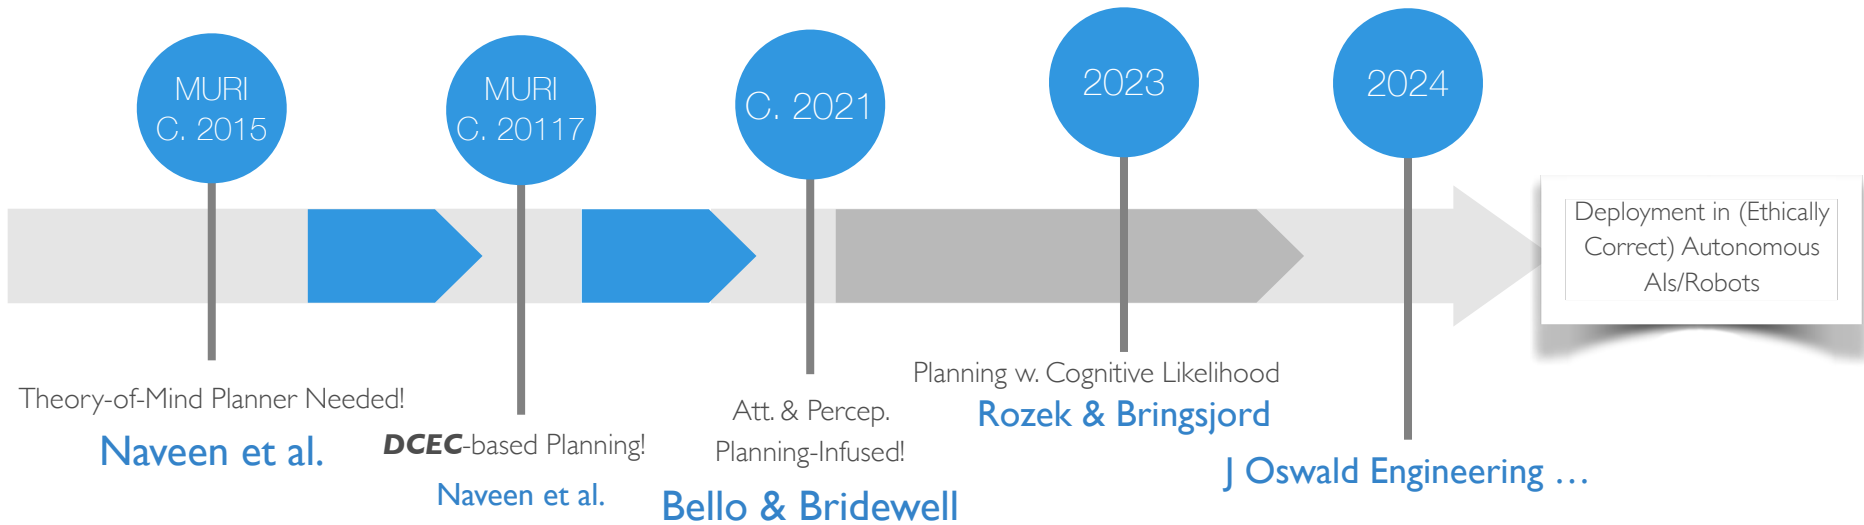 MURI
C. 2015
MURI
C. 20117
C. 2021
2023
2024
Deployment in (Ethically
Correct) Autonomous
AIs/Robots
Theory-of-Mind Planner Needed!
Naveen et al.
DCEC-based Planning!
Naveen et al.
Att. & Percep.
Planning-Infused!
Bello & Bridewell
Planning w. Cognitive Likelihood
Rozek & Bringsjord
J Oswald Engineering …